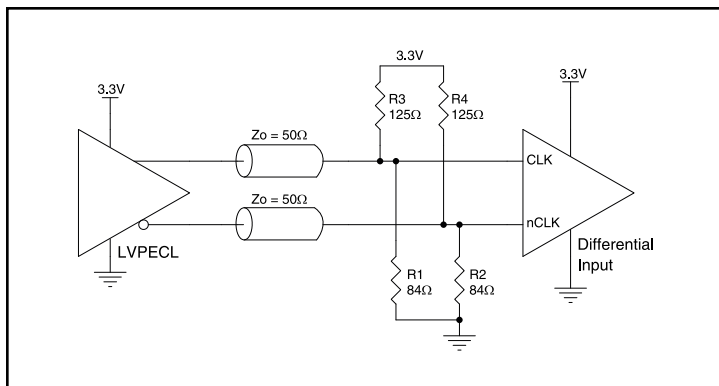 3.3V
3.3V
3.3V
R3
125Ω
R4
125Ω
Zo = 50Ω
CLK
Zo = 50Ω
nCLK
LVPECL
Differential
Input
R1
84Ω
R2
84Ω